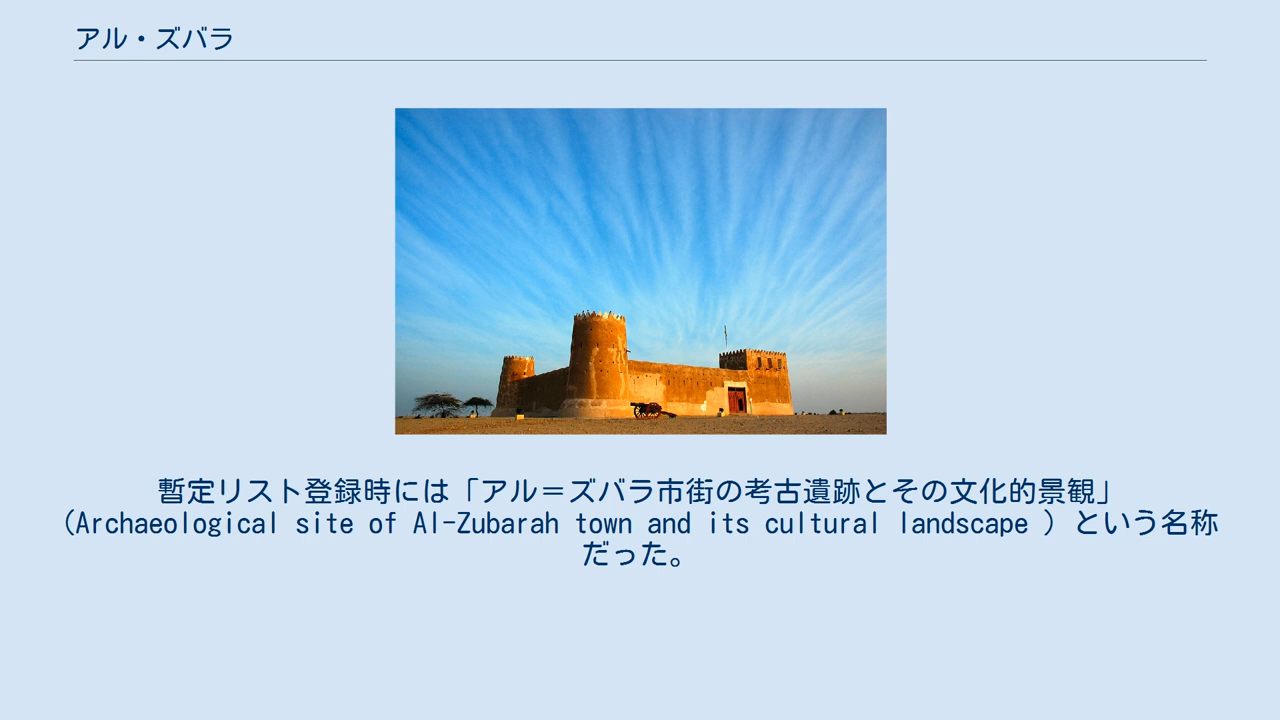 アル・ズバラ
暫定リスト登録時には「アル＝ズバラ市街の考古遺跡とその文化的景観」
（Archaeological site of Al-Zubarah town and its cultural landscape ）という名称
だった。